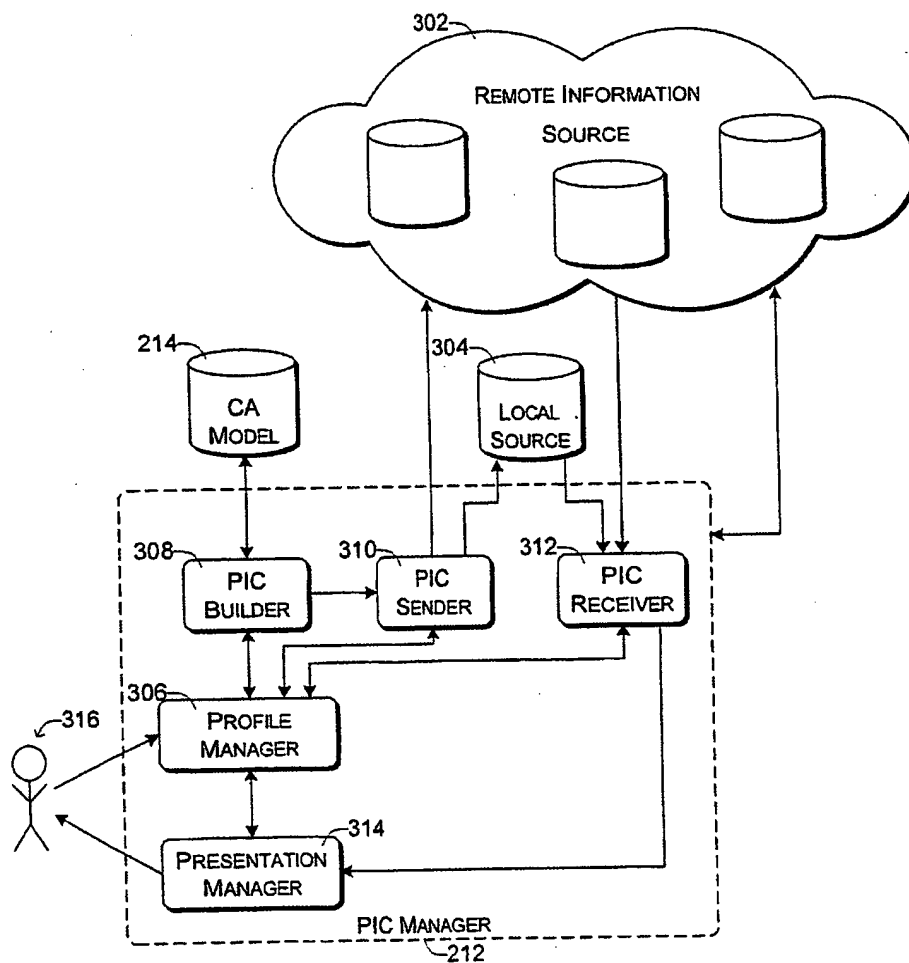 302
REMOTE INFORMATION
SOURCE
214
CA
MODEL
304
LOCAL
SOURCE
308
PIC
BUILDER
310
PIC
SENDER
312
PIC
RECEIVER
306
PROFILE
MANAGER
316
314
PRESENTATION
MANAGER
PIC MANAGER
212